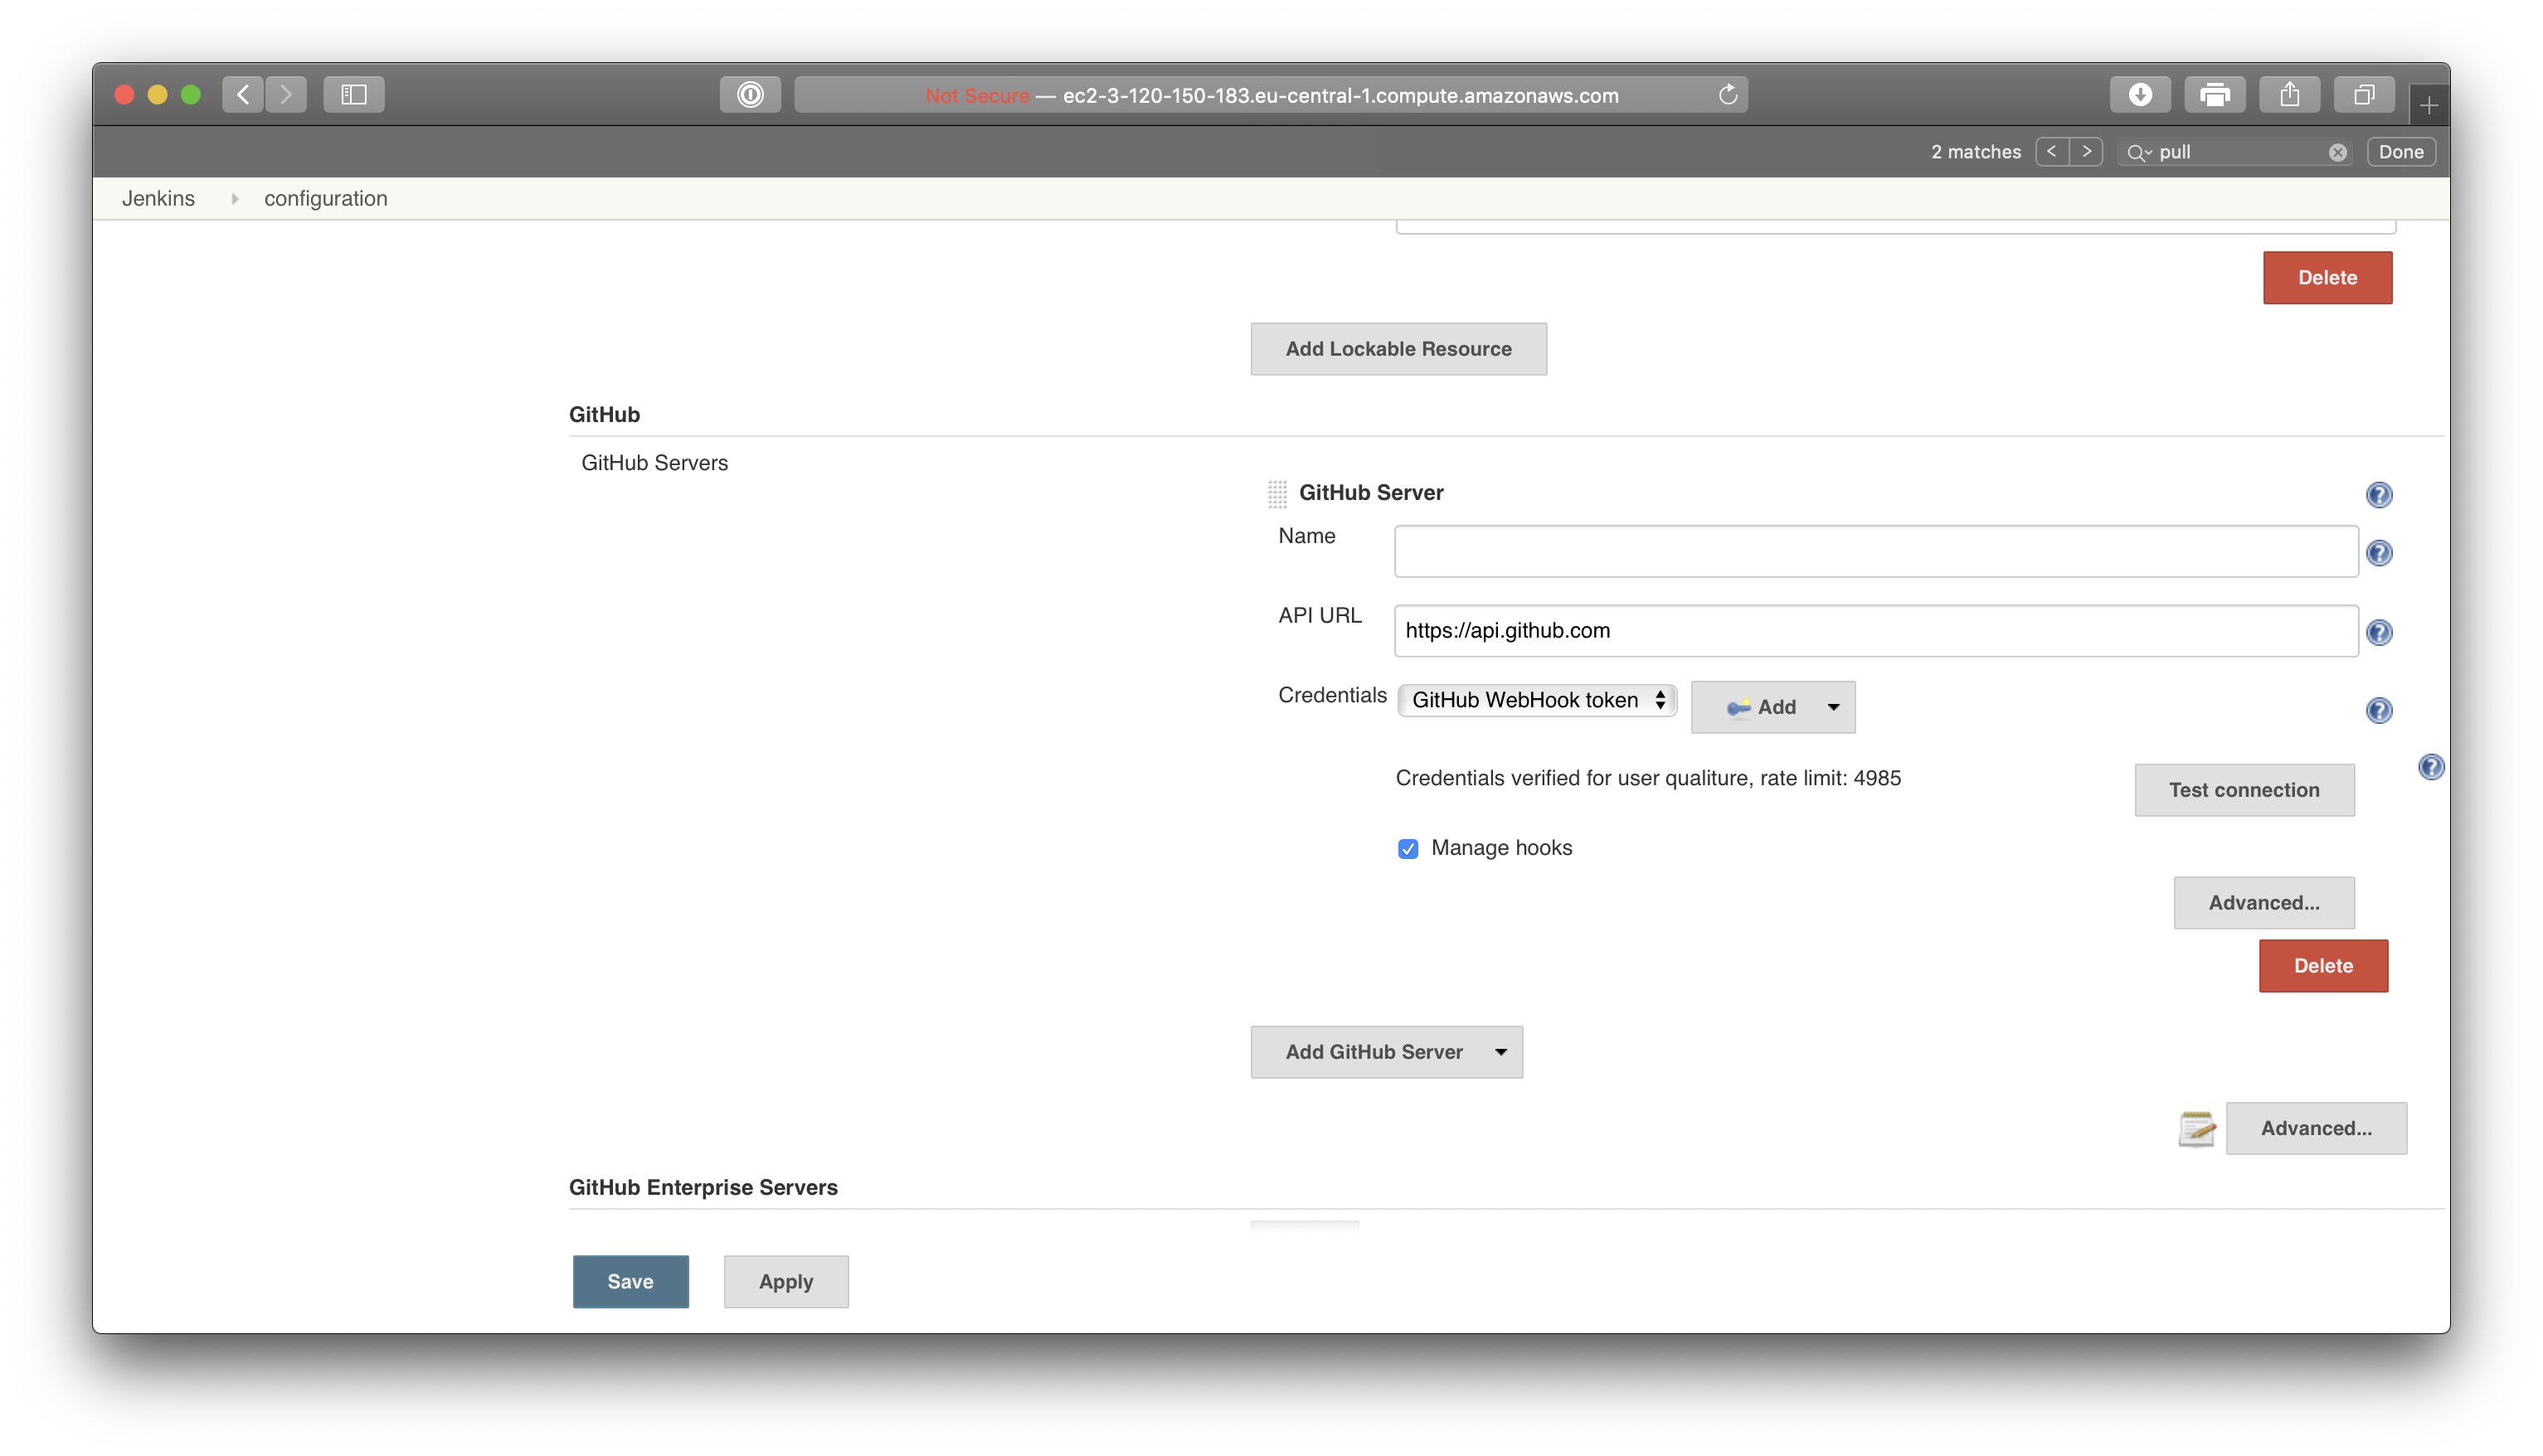 Not Secure — ec2-3-120-150-183.eu-central-1.compute.amazonaws.com
2 matches < > pull Done
Jenkins configuration
Delete
Add Lockable Resource
GitHub
GitHub Servers
GitHub Server
Name
API URL https://api.github.com
Credentials GitHub WebHook token Add
Credentials verified for user qualiture, rate limit: 4985
Test connection
Manage hooks
Advanced...
Delete
Add GitHub Server
Advanced...
GitHub Enterprise Servers
Save Apply